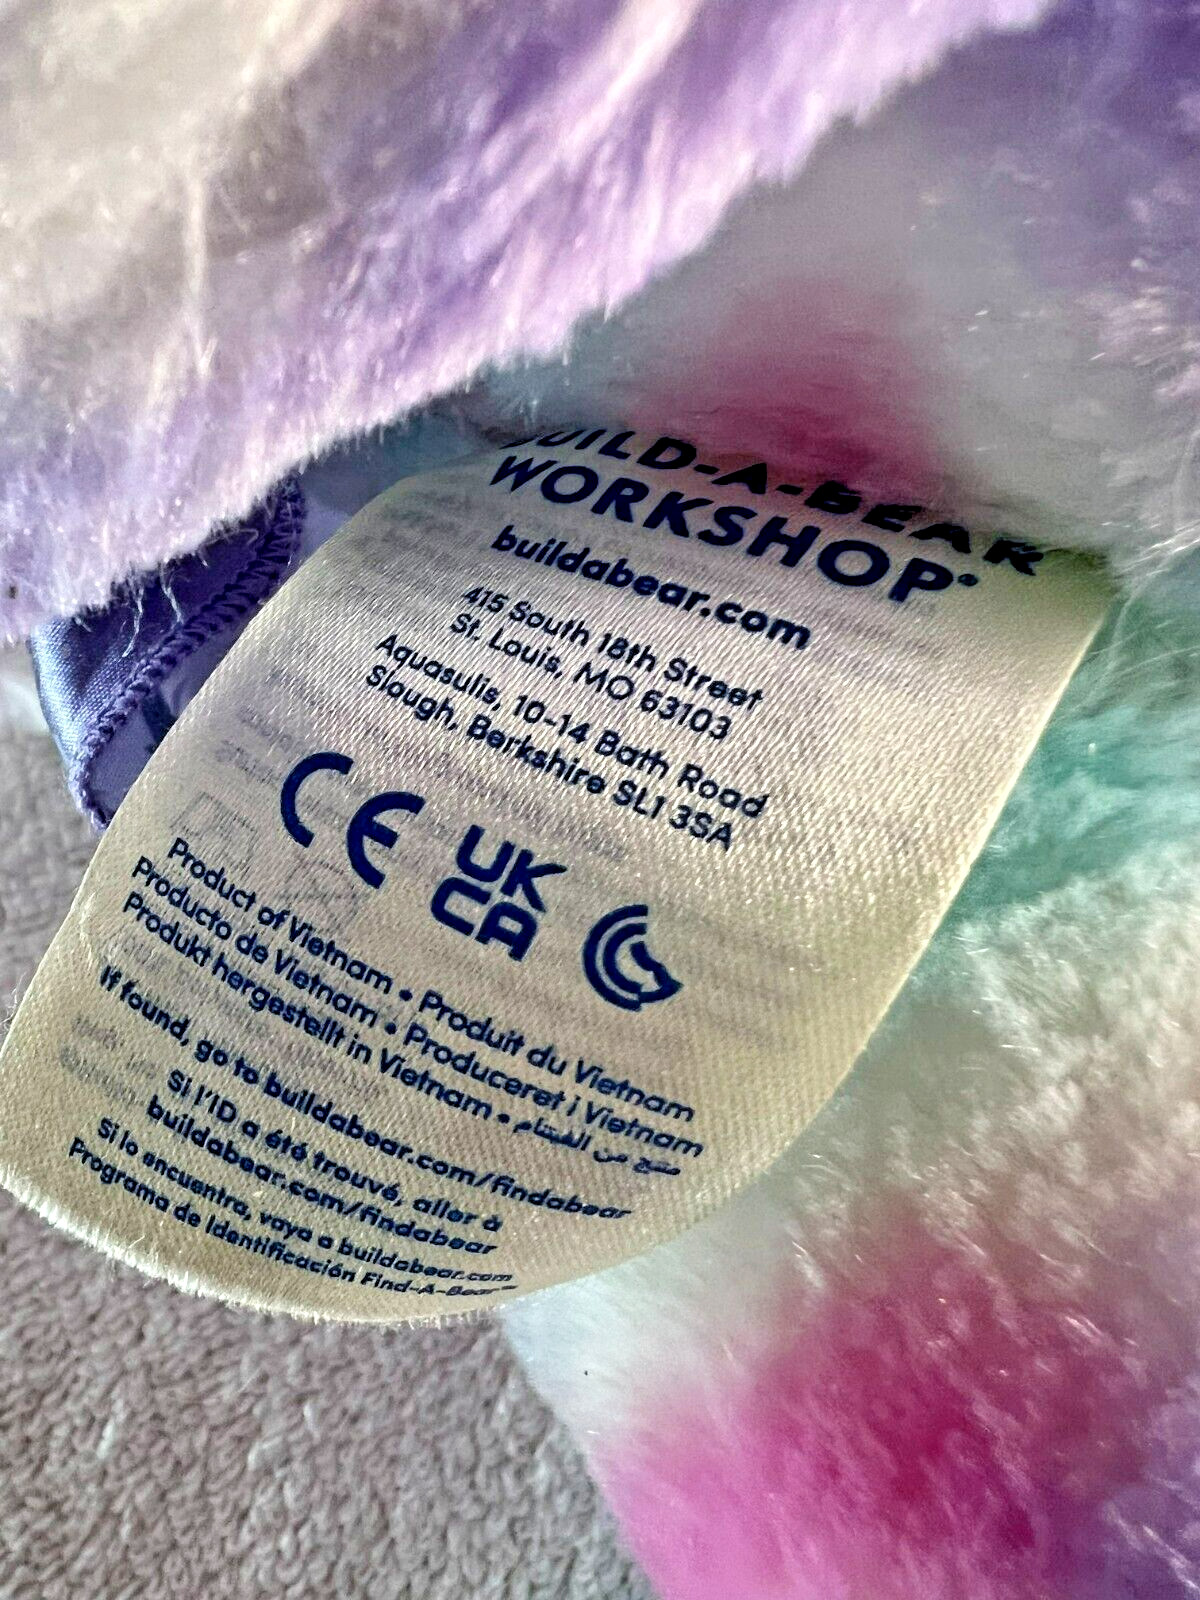 BUILD-A-BEAR
WORKSHOP®
buildabear.com
415 South 18th Street
St. Louis, MO 63103
Aquasulis, 10-14 Bath Road
Slough, Berkshire SL1 3SA
CE UK CA
Product of Vietnam • Produit du Vietnam
Producto de Vietnam • Produceret i Vietnam
Produkt hergestellt in Vietnam • منتج من الفيتنام
If found, go to buildabear.com/findabear
Si l'ID a été trouvé, aller à
buildabear.com/findabear
Si lo encuentra, vaya a buildabear.com
Programa de Identificación Find-A-Bear™